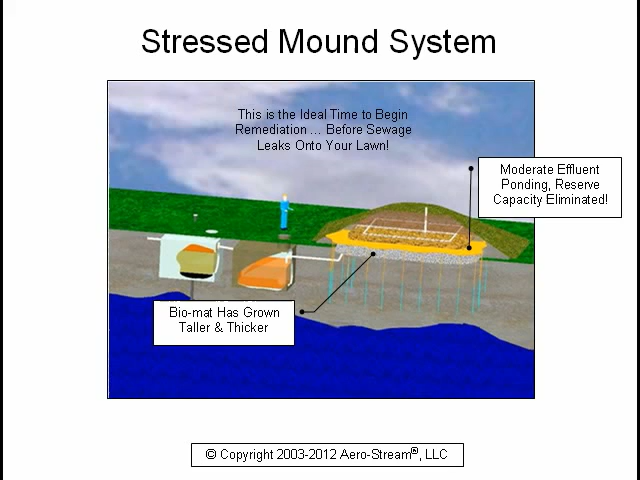 Stressed Mound System
This is the Ideal Time to Begin
Remediation ... Before Sewage
Leaks Onto Your Lawn!
Moderate Effluent
Ponding, Reserve
Capacity Eliminated!
Bio-mat Has Grown
Taller & Thicker
© Copyright 2003-2012 Aero-Stream®, LLC